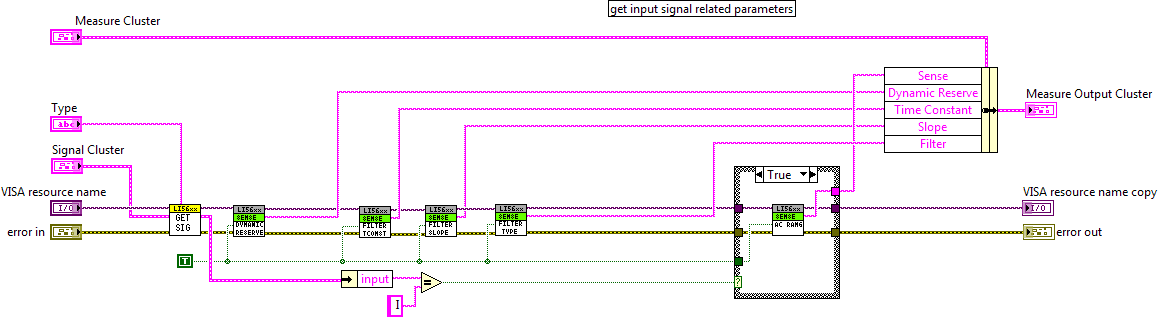 get input signal related parameters
Measure Cluster
Sense
Dynamic Reserve
Time Constant
Slope
Filter
Measure Output Cluster
Type
abc
Signal Cluster
VISA resource name
I/O
error in
LI56xx
GET
SIG
LI56xx
SENSE
DYNAMIC
RESERVE
LI56xx
SENSE
FILTER
TCONST
LI56xx
SENSE
FILTER
SLOPE
LI56xx
SENSE
FILTER
TYPE
True
LI56xx
SENSE
AC RANG
VISA resource name copy
I/O
error out
T
input
=
I
?